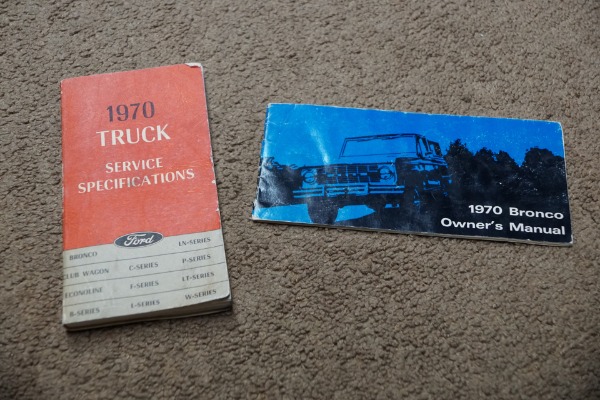 1970
TRUCK
SERVICE
SPECIFICATIONS
Ford
BRONCO
CLUB WAGON
ECONOLINE
B-SERIES
C-SERIES
F-SERIES
L-SERIES
LN-SERIES
P-SERIES
LT-SERIES
W-SERIES
1970 Bronco
Owner's Manual